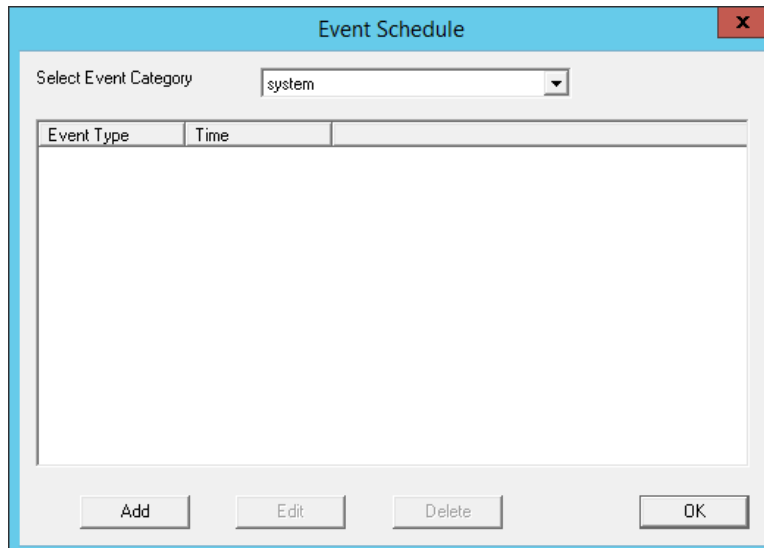 Event Schedule
x
Select Event Category system
Event Type Time
Add Edit Delete OK